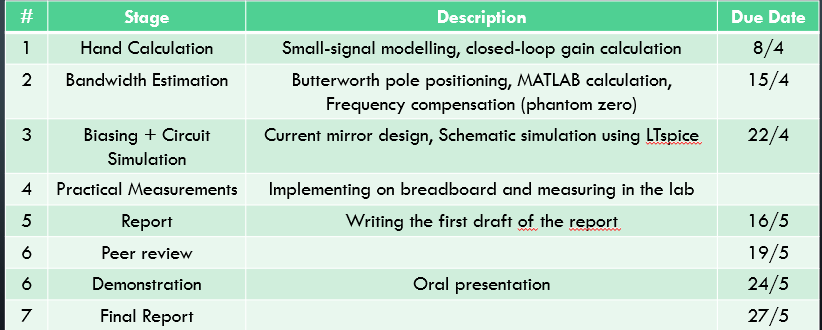 # Stage Description Due Date
1 Hand Calculation Small-signal modelling, closed-loop gain calculation 8/4
2 Bandwidth Estimation Butterworth pole positioning, MATLAB calculation, 15/4
Frequency compensation (phantom zero)
3 Biasing + Circuit Current mirror design, Schematic simulation using LTspice 22/4
Simulation
4 Practical Measurements Implementing on breadboard and measuring in the lab
5 Report Writing the first draft of the report 16/5
6 Peer review 19/5
6 Demonstration Oral presentation 24/5
7 Final Report 27/5